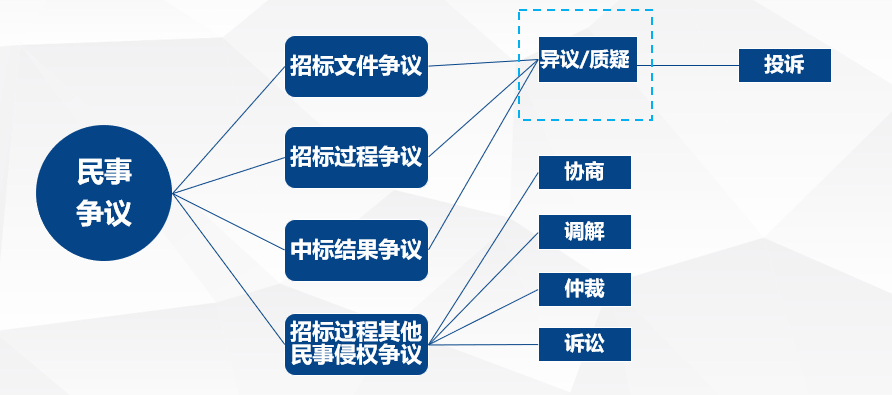 民事
争议
招标文件争议
招标过程争议
中标结果争议
招标过程其他
民事侵权争议
异议/质疑
投诉
协商
调解
仲裁
诉讼